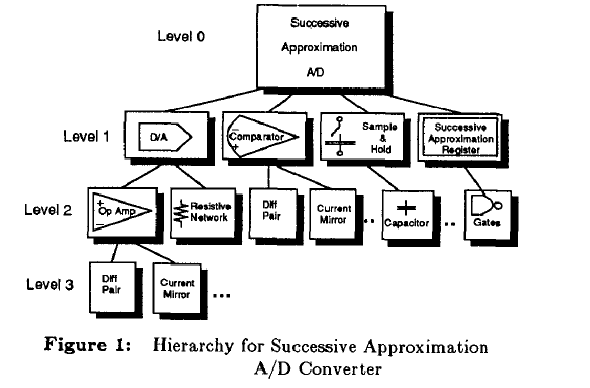 Level 0
Successive
Approximation
A/D
Level 1
D/A
Comparator
Sample
&
Hold
Successive
Approximation
Register
Level 2
Op Amp
Resistive
Network
Diff
Pair
Current
Mirror
..
Capacitor
..
Gates
Level 3
Diff
Pair
Current
Mirror
...
Figure 1: Hierarchy for Successive Approximation
A/D Converter